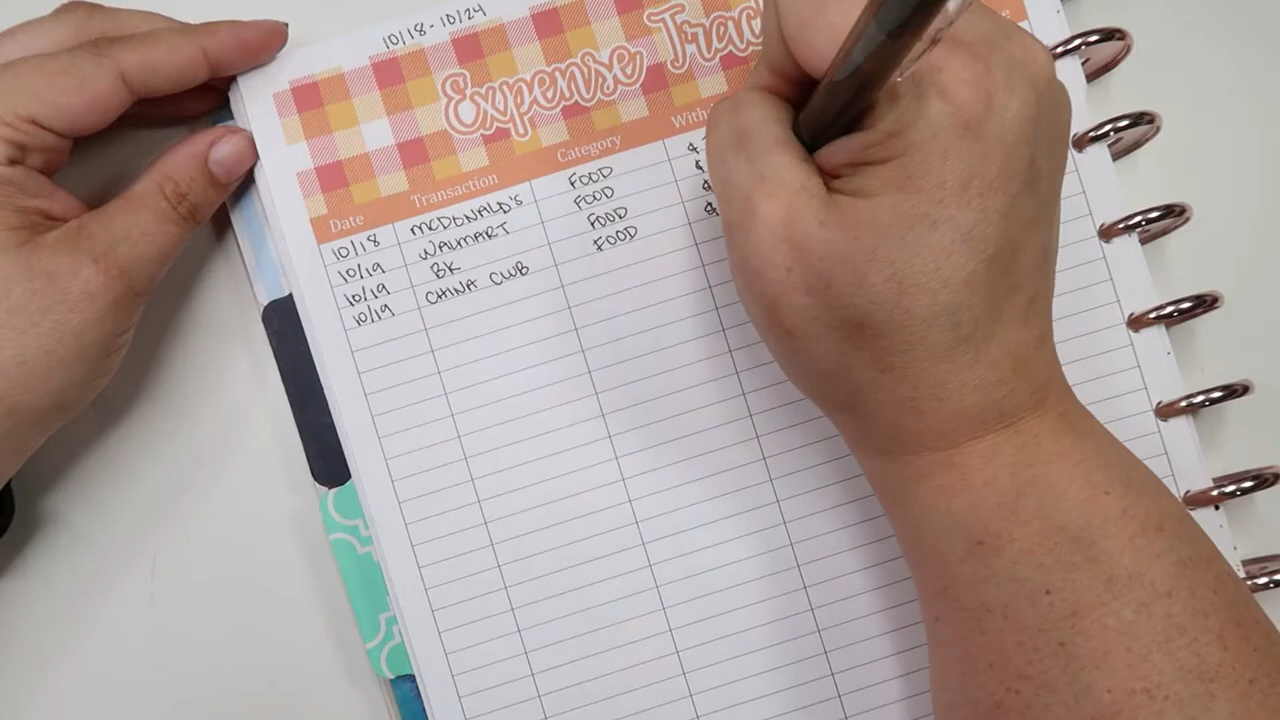 10/18-10/24
Expense Trac
Date Transaction Category With
10/18 MCDONALD'S FOOD $
10/19 WALMART FOOD $
10/19 BK FOOD $
10/19 CHINA CLUB FOOD $